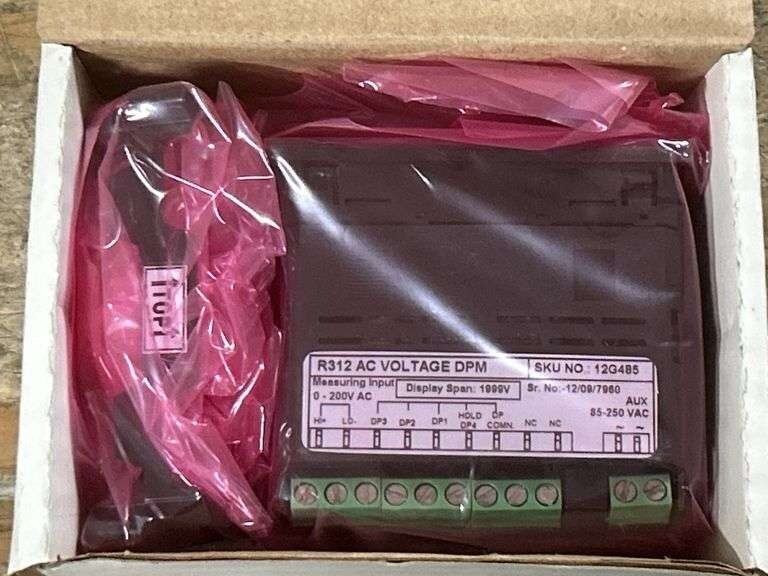 R312 AC VOLTAGE DPM
SKU NO.: 12G485
Measuring Input
0 - 200V AC
Display Span: 1999V
Sr. No:-12/09/7960
AUX
85-250 VAC
HI+ LO- DP3 DP2 DP1 HOLD DP4 DP COMN. NC NC ~ ~
↑TOP↑